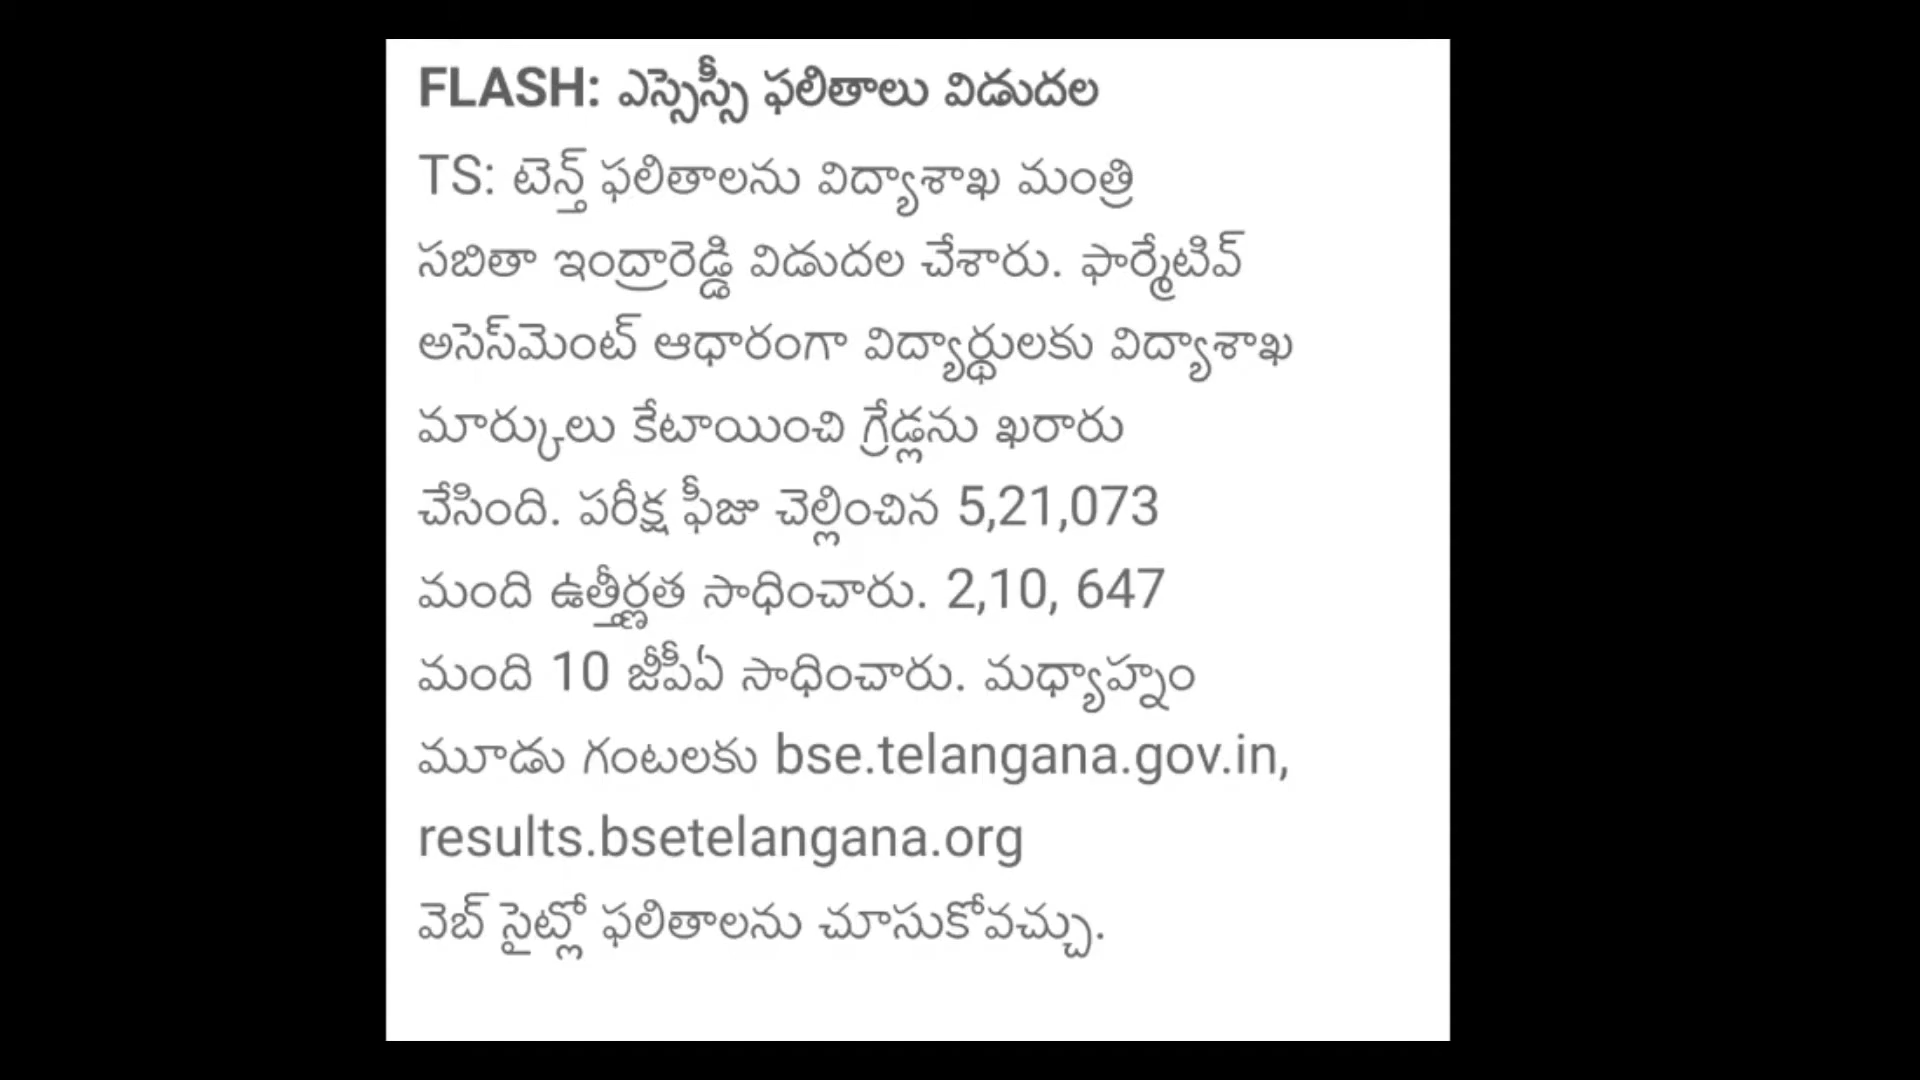 FLASH: ఎస్సెస్సీ ఫలితాలు విడుదల
TS: టెన్త్ ఫలితాలను విద్యాశాఖ మంత్రి
సబితా ఇంద్రారెడ్డి విడుదల చేశారు. ఫార్మేటివ్
అసెస్‌మెంట్ ఆధారంగా విద్యార్థులకు విద్యాశాఖ
మార్కులు కేటాయించి గ్రేడ్లను ఖరారు
చేసింది. పరీక్ష ఫీజు చెల్లించిన 5,21,073
మంది ఉత్తీర్ణత సాధించారు. 2,10, 647
మంది 10 జీపీఏ సాధించారు. మధ్యాహ్నం
మూడు గంటలకు bse.telangana.gov.in,
results.bsetelangana.org
వెబ్ సైట్లో ఫలితాలను చూసుకోవచ్చు.